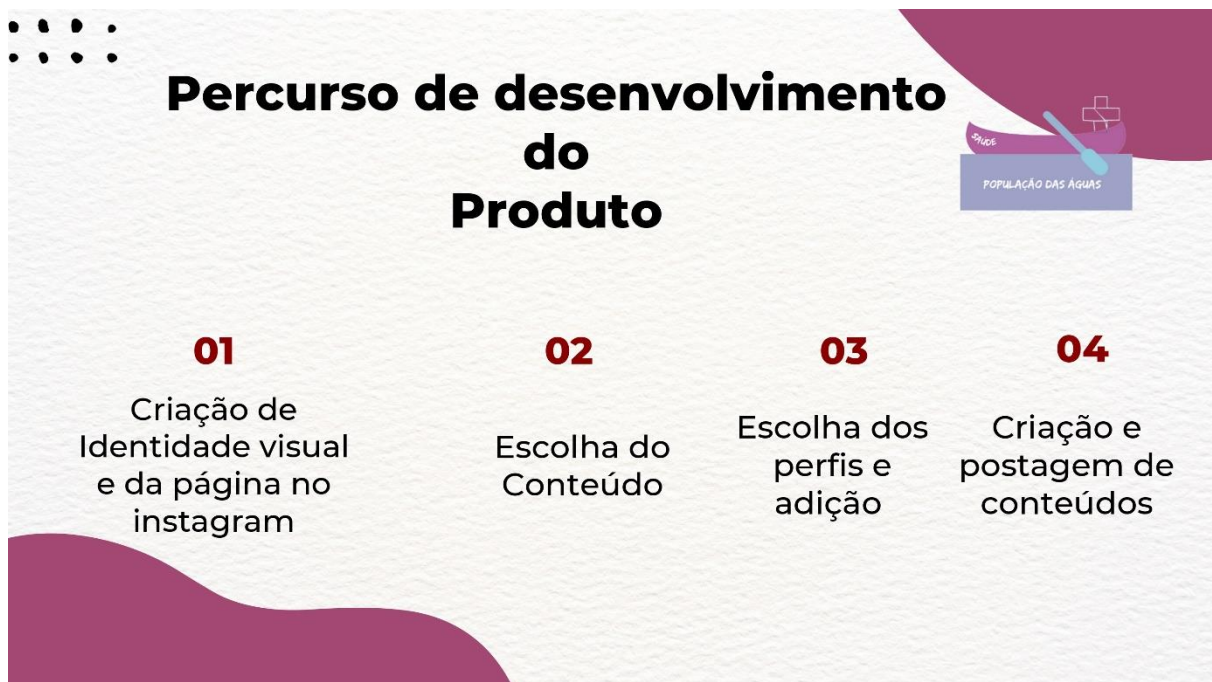 Percurso de desenvolvimento
do
Produto
SAÚDE
POPULAÇÃO DAS ÁGUAS
01
Criação de
Identidade visual
e da página no
instagram
02
Escolha do
Conteúdo
03
Escolha dos
perfis e
adição
04
Criação e
postagem de
conteúdos